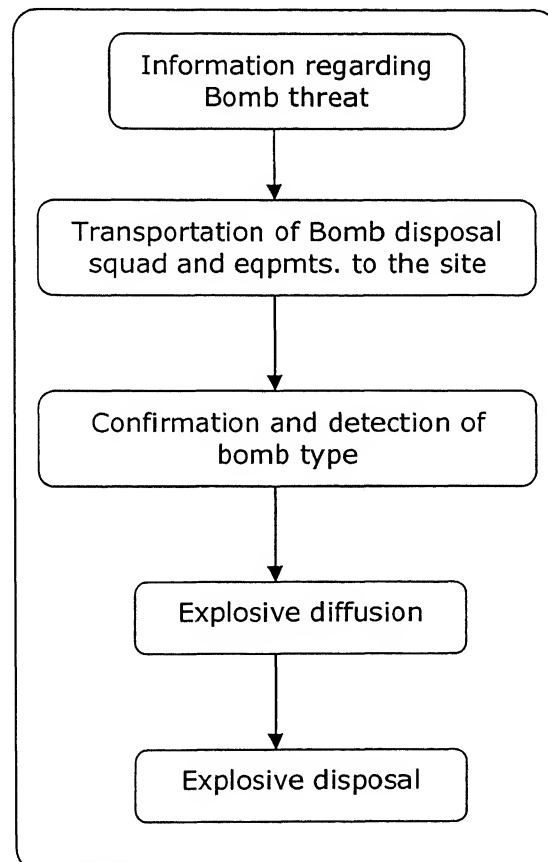 Information regarding
Bomb threat
Transportation of Bomb disposal
squad and eqpmts. to the site
Confirmation and detection of
bomb type
Explosive diffusion
Explosive disposal